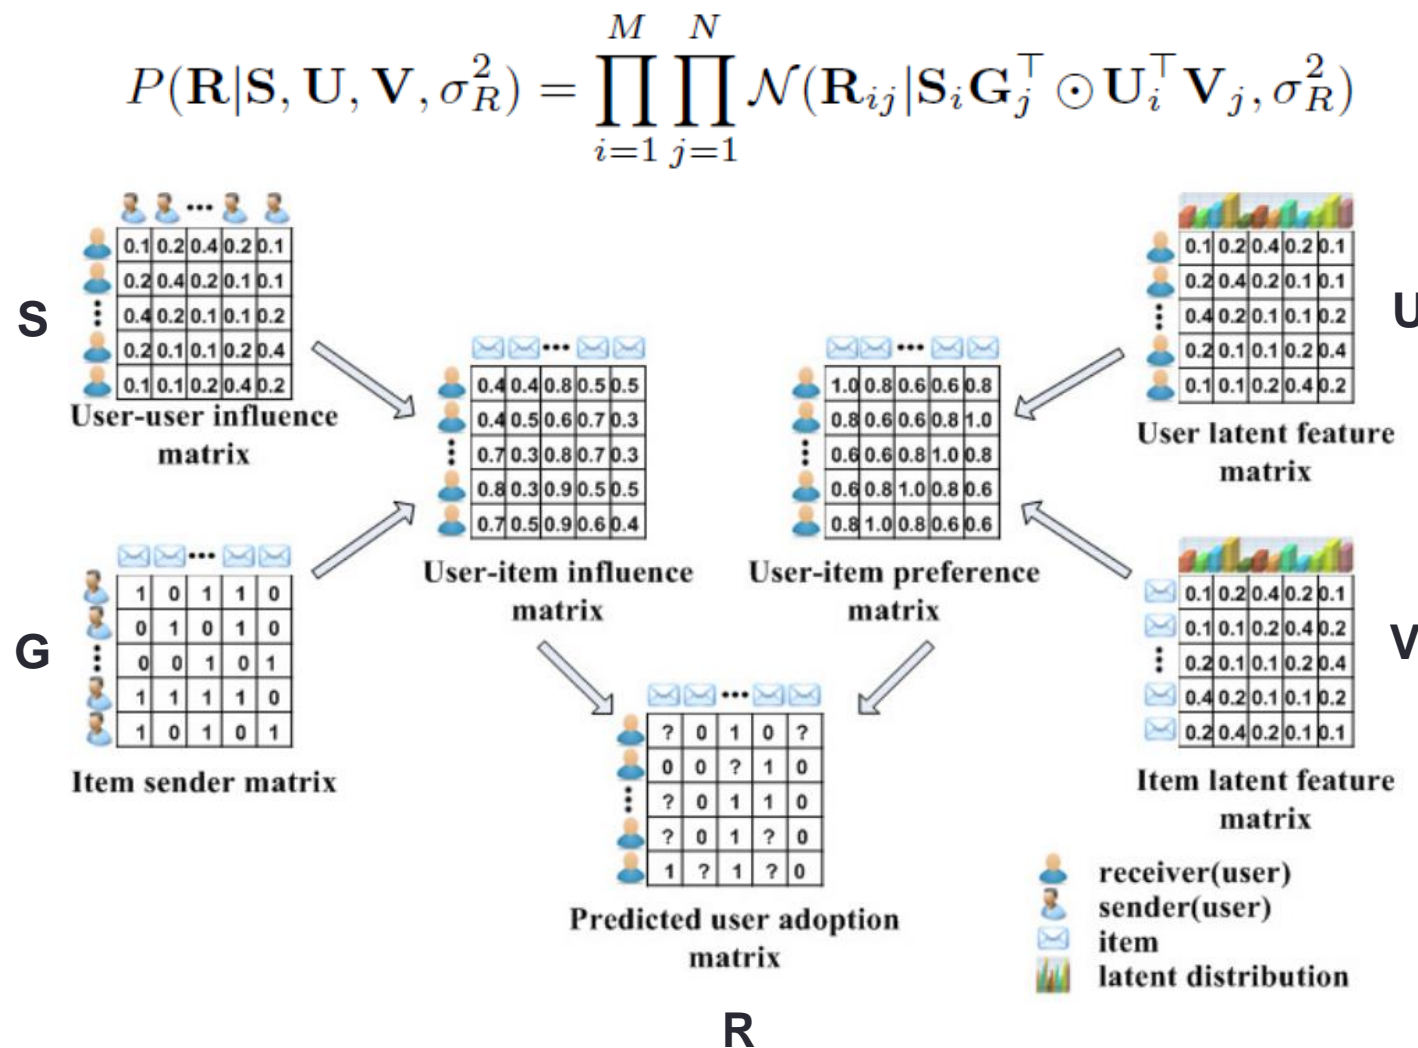 P(R|S, U, V, σ_R^2) = ∏_{i=1}^{M} ∏_{j=1}^{N} 𝒩(R_{ij}|S_i G_j^⊤ ⊙ U_i^⊤ V_j, σ_R^2)
•••
0.1 0.2 0.4 0.2 0.1
0.2 0.4 0.2 0.1 0.1
0.4 0.2 0.1 0.1 0.2
0.2 0.1 0.1 0.2 0.4
0.1 0.1 0.2 0.4 0.2
S
User-user influence
matrix
0.1 0.2 0.4 0.2 0.1
0.2 0.4 0.2 0.1 0.1
0.4 0.2 0.1 0.1 0.2
0.2 0.1 0.1 0.2 0.4
0.1 0.1 0.2 0.4 0.2
U
User latent feature
matrix
•••
0.4 0.4 0.8 0.5 0.5
0.4 0.5 0.6 0.7 0.3
0.7 0.3 0.8 0.7 0.3
0.8 0.3 0.9 0.5 0.5
0.7 0.5 0.9 0.6 0.4
User-item influence
matrix
•••
1.0 0.8 0.6 0.6 0.8
0.8 0.6 0.6 0.8 1.0
0.6 0.6 0.8 1.0 0.8
0.6 0.8 1.0 0.8 0.6
0.8 1.0 0.8 0.6 0.6
User-item preference
matrix
•••
1 0 1 1 0
0 1 0 1 0
0 0 1 0 1
1 1 1 1 0
1 0 1 0 1
G
Item sender matrix
0.1 0.2 0.4 0.2 0.1
0.1 0.1 0.2 0.4 0.2
0.2 0.1 0.1 0.2 0.4
0.4 0.2 0.1 0.1 0.2
0.2 0.4 0.2 0.1 0.1
V
Item latent feature
matrix
•••
? 0 1 0 ?
0 0 ? 1 0
? 0 1 1 0
? 0 1 ? 0
1 ? 1 ? 0
Predicted user adoption
matrix
R
receiver(user)
sender(user)
item
latent distribution